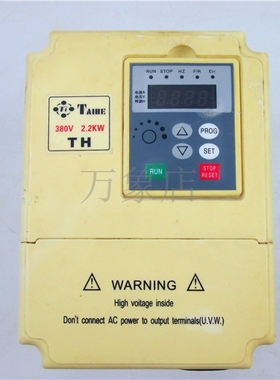 RUN STOP HZ F/R EH
TAIHE
380V 2.2KW
TH
PROG
SET
RUN
STOP
RESET
万象店
WARNING
High voltage inside
Don't connect AC power to output terminals(U.V.W.)